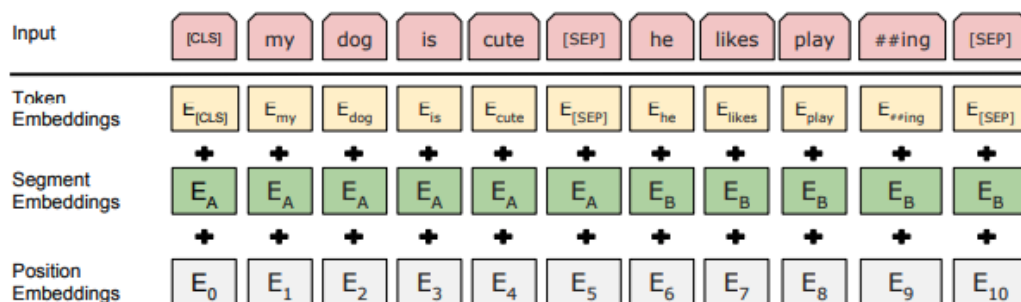 Input [CLS] my dog is cute [SEP] he likes play ##ing [SEP]
Token
Embeddings E[CLS] Emy Edog Eis Ecute E[SEP] Ehe Elikes Eplay E##ing E[SEP]
+ + + + + + + + + + +
Segment
Embeddings EA EA EA EA EA EA EB EB EB EB EB
+ + + + + + + + + + +
Position
Embeddings E0 E1 E2 E3 E4 E5 E6 E7 E8 E9 E10